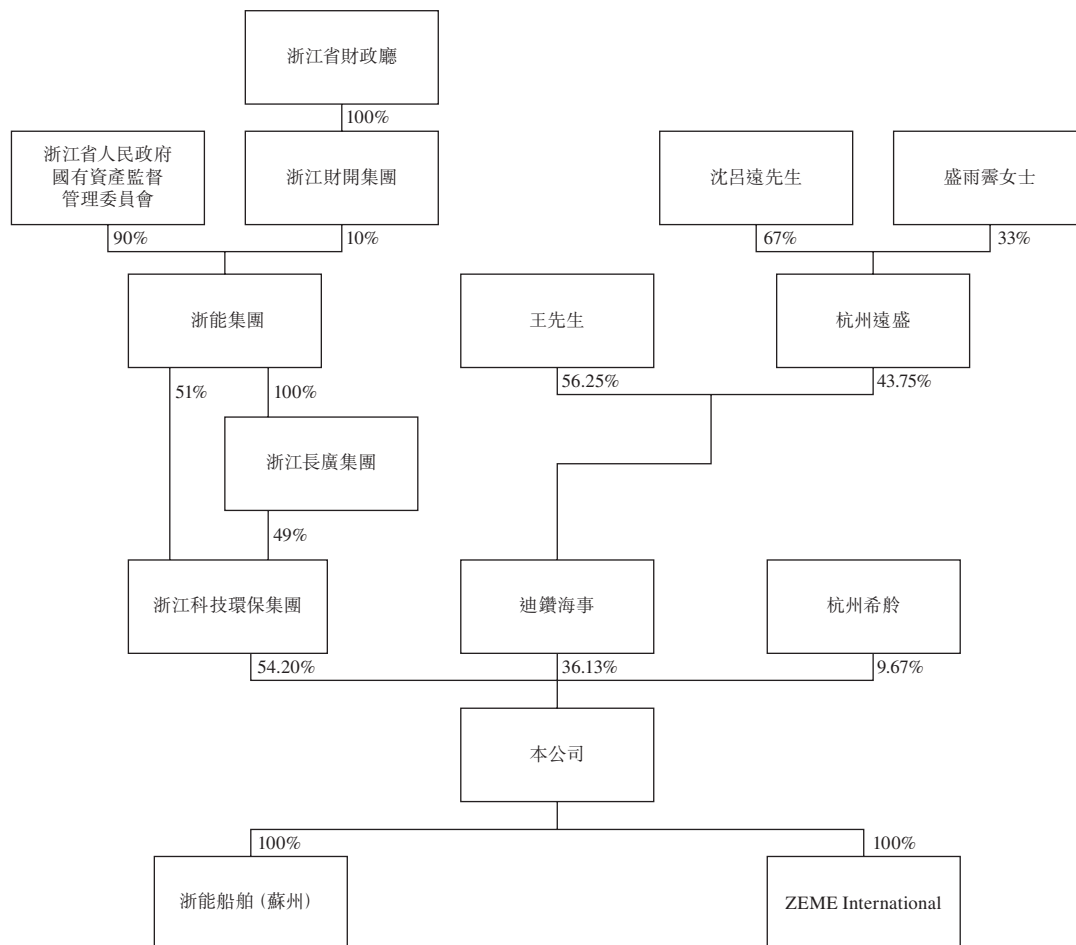 浙江省財政廳
100%
浙江省人民政府
國有資產監督
管理委員會
浙江財開集團
沈呂遠先生
盛雨霽女士
90%
10%
67%
33%
浙能集團
王先生
杭州遠盛
51%
100%
56.25%
43.75%
浙江長廣集團
49%
浙江科技環保集團
迪鑽海事
杭州希舲
54.20%
36.13%
9.67%
本公司
100%
100%
浙能船舶(蘇州)
ZEME International